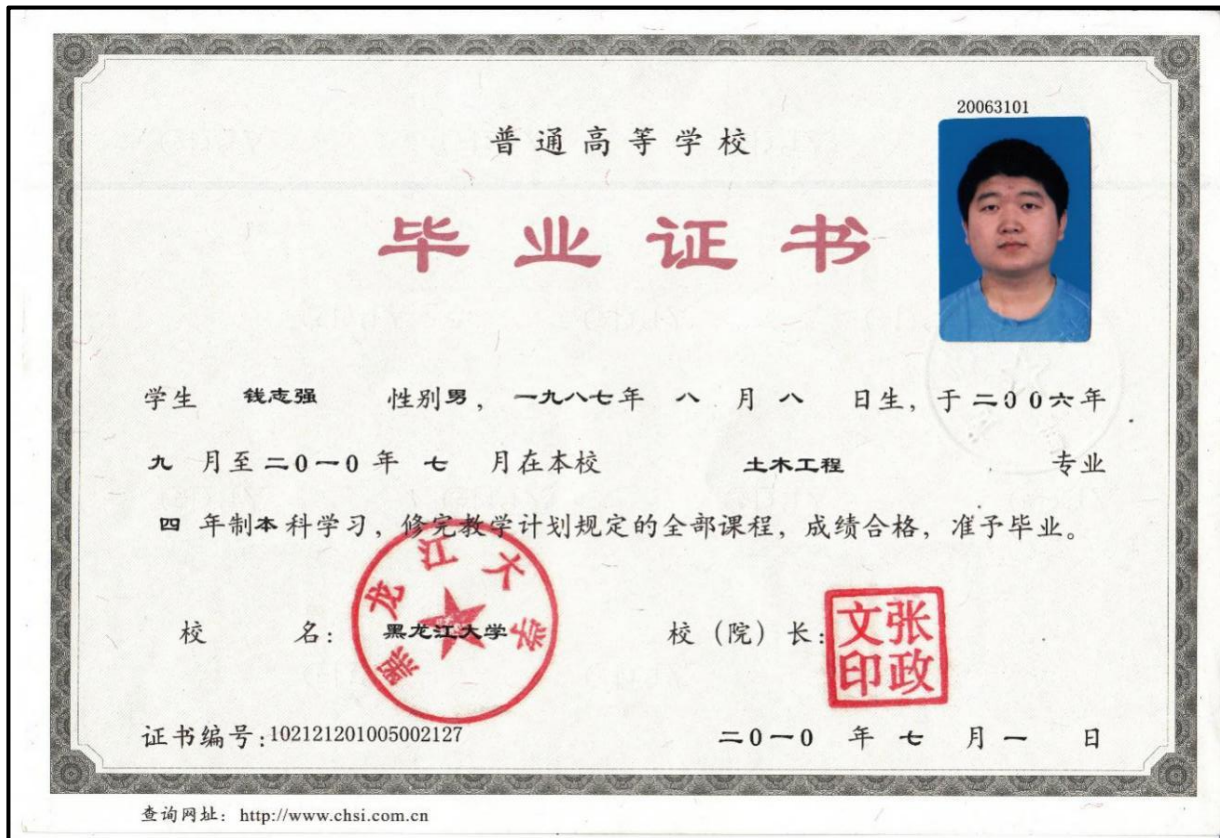 20063101
普通高等学校
毕业证书
学生 钱志强 性别男，一九八七年 八 月 八 日生，于二00六年
九 月至二0一0年 七 月在本校 土木工程 专业
四 年制本科学习，修完教学计划规定的全部课程，成绩合格，准予毕业。
黑龙江大学
校 名：黑龙江大学 校（院）长：
张政文印
证书编号：102121201005002127 二0一0 年 七 月 一 日
查询网址：http://www.chsi.com.cn